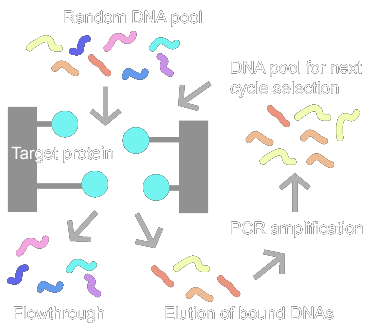 Random DNA pool
DNA pool for next
cycle selection
Target protein
PCR amplification
Flowthrough
Elution of bound DNAs